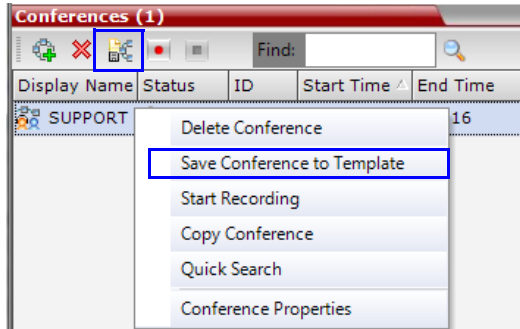 Conferences (1)
Find:
Display Name Status ID Start Time End Time
SUPPORT 16
Delete Conference
Save Conference to Template
Start Recording
Copy Conference
Quick Search
Conference Properties